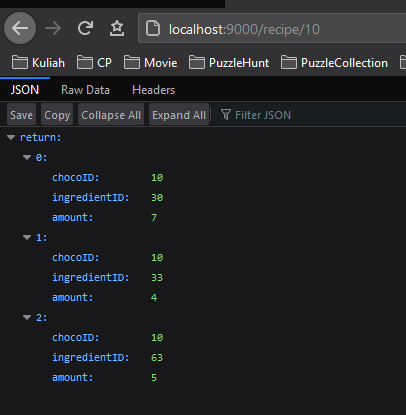 localhost:9000/recipe/10
Kuliah CP Movie PuzzleHunt PuzzleCollection
JSON Raw Data Headers
Save Copy Collapse All Expand All Filter JSON
return:
0:
chocoID: 10
ingredientID: 30
amount: 7
1:
chocoID: 10
ingredientID: 33
amount: 4
2:
chocoID: 10
ingredientID: 63
amount: 5